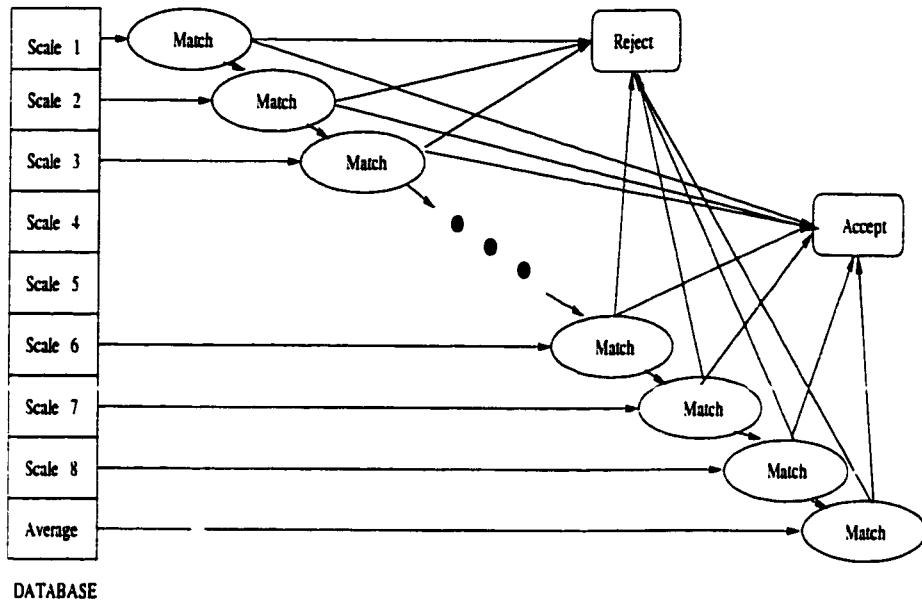 Scale 1
Match
Reject
Scale 2
Match
Scale 3
Match
Scale 4
Accept
Scale 5
Scale 6
Match
Scale 7
Match
Scale 8
Match
Average
Match
DATABASE